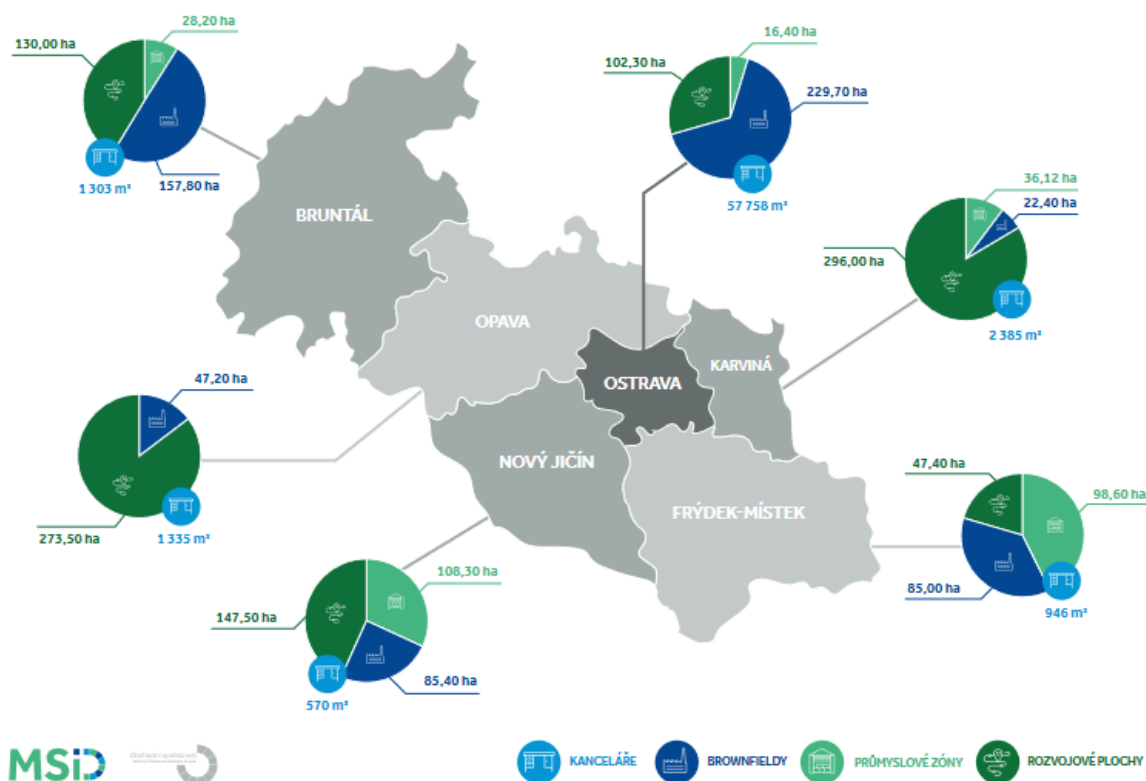 28,20 ha
130,00 ha
157,80 ha
1 303 m²
16,40 ha
102,30 ha
229,70 ha
57 758 m²
36,12 ha
22,40 ha
296,00 ha
2 385 m²
BRUNTÁL
OPAVA
OSTRAVA
KARVINÁ
NOVÝ JIČÍN
FRÝDEK-MÍSTEK
47,20 ha
273,50 ha
1 335 m²
47,40 ha
98,60 ha
85,00 ha
946 m²
108,30 ha
147,50 ha
85,40 ha
570 m²
MSiD
KANCELÁŘE
BROWNFIELDY
PRŮMYSLOVÉ ZÓNY
ROZVOJOVÉ PLOCHY